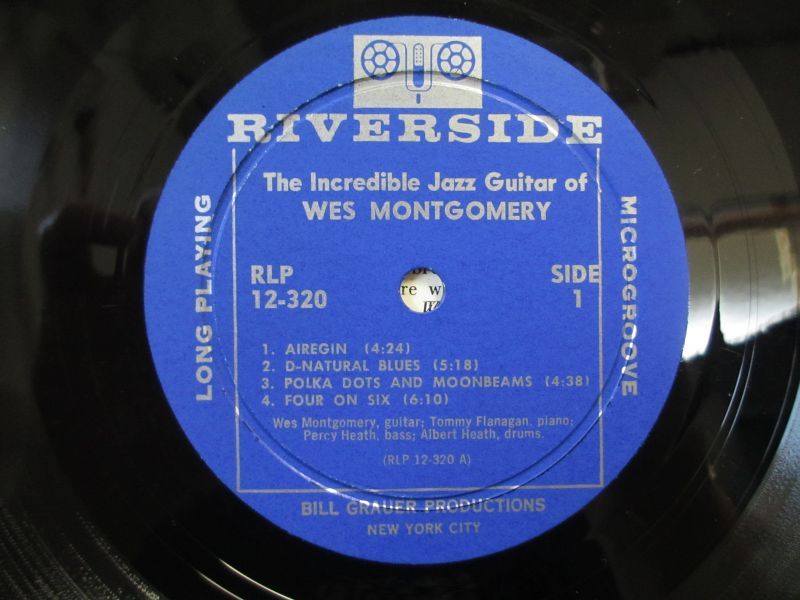 RIVERSIDE
The Incredible Jazz Guitar of
WES MONTGOMERY
LONG PLAYING
MICROGROOVE
RLP
12-320
SIDE
1
re w
1. AIREGIN (4:24)
2. D-NATURAL BLUES (5:18)
3. POLKA DOTS AND MOONBEAMS (4:38)
4. FOUR ON SIX (6:10)
Wes Montgomery, guitar; Tommy Flanagan, piano;
Percy Heath, bass; Albert Heath, drums.
(RLP 12-320 A)
BILL GRAUER PRODUCTIONS
NEW YORK CITY